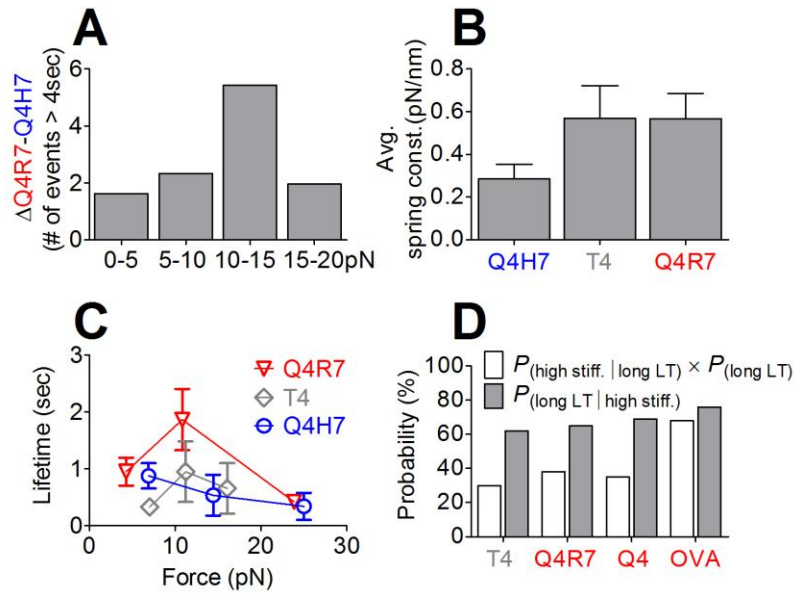 A
ΔQ4R7-Q4H7
(# of events > 4sec)
6
4
2
0
0-5 5-10 10-15 15-20pN
B
Avg.
spring const.(pN/nm)
0.8
0.6
0.4
0.2
0.0
Q4H7 T4 Q4R7
C
Lifetime (sec)
3
2
1
0
Q4R7
T4
Q4H7
0 10 20 30
Force (pN)
D
Probability (%)
100
80
60
40
20
0
P(high stiff. | long LT) × P(long LT)
P(long LT | high stiff.)
T4 Q4R7 Q4 OVA